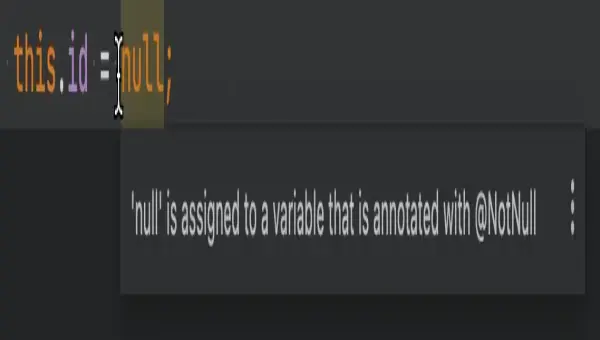 this.id = null;
'null' is assigned to a variable that is annotated with @NotNull